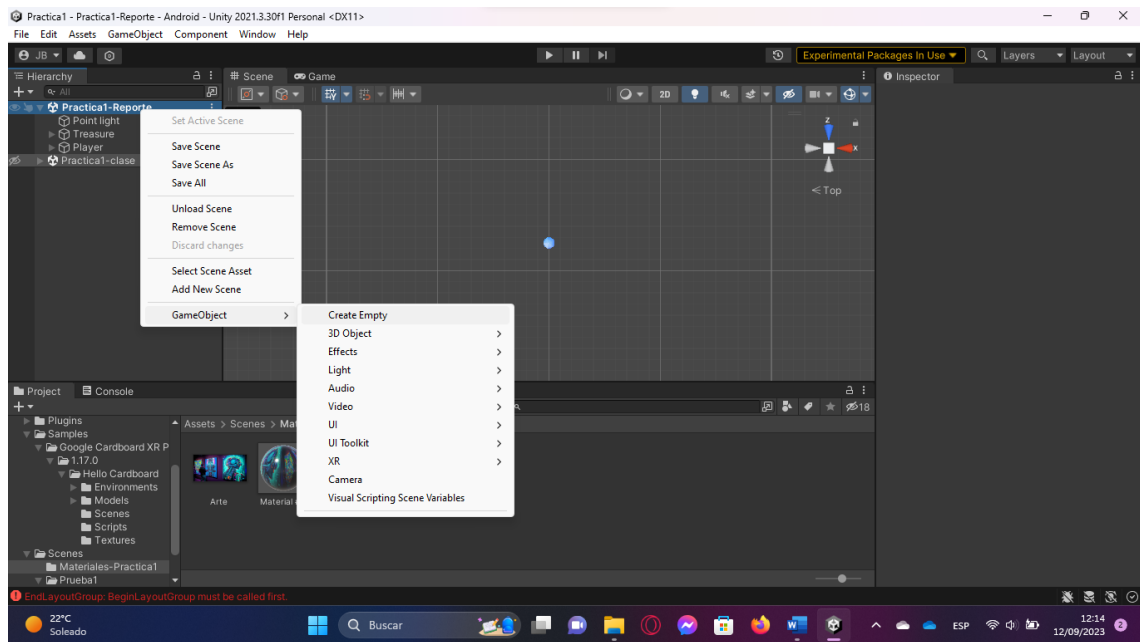 Practica1 - Practica1-Reporte - Android - Unity 2021.3.30f1 Personal <DX11>
File Edit Assets GameObject Component Window Help
JB Experimental Packages In Use Layers Layout
Hierarchy Scene Game Inspector
All 2D
Practica1-Reporte
Point light
Treasure
Player
Practica1-clase
Set Active Scene
Save Scene
Save Scene As
Save All
Unload Scene
Remove Scene
Discard changes
Select Scene Asset
Add New Scene
GameObject
Create Empty
3D Object
Effects
Light
Audio
Video
UI
UI Toolkit
XR
Camera
Visual Scripting Scene Variables
z
x
< Top
Project Console
18
Plugins
Samples
Google Cardboard XR P
1.17.0
Hello Cardboard
Environments
Models
Scenes
Scripts
Textures
Scenes
Materiales-Practica1
Prueba1
Assets > Scenes > Ma
Arte Material
EndLayoutGroup: BeginLayoutGroup must be called first.
22°C
Soleado
Buscar
ESP
12:14
12/09/2023
2